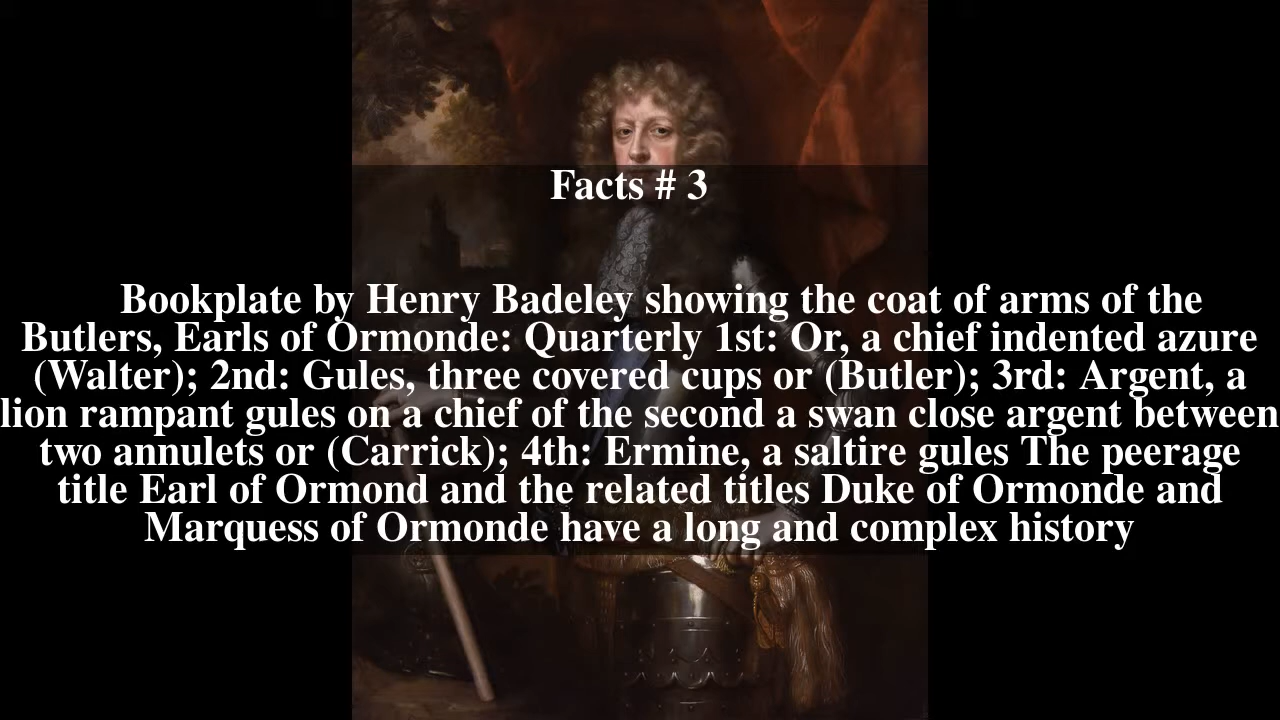 Facts # 3
Bookplate by Henry Badeley showing the coat of arms of the
Butlers, Earls of Ormonde: Quarterly 1st: Or, a chief indented azure
(Walter); 2nd: Gules, three covered cups or (Butler); 3rd: Argent, a
lion rampant gules on a chief of the second a swan close argent between
two annulets or (Carrick); 4th: Ermine, a saltire gules The peerage
title Earl of Ormond and the related titles Duke of Ormonde and
Marquess of Ormonde have a long and complex history